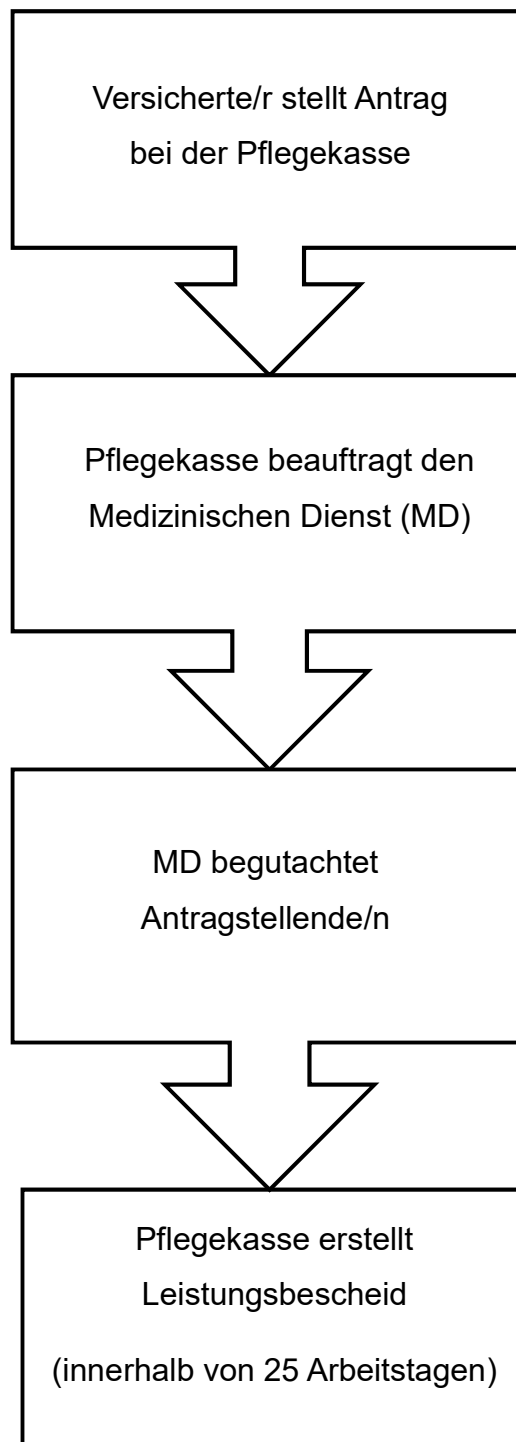 Versicherte/r stellt Antrag
bei der Pflegekasse
Pflegekasse beauftragt den
Medizinischen Dienst (MD)
MD begutachtet
Antragstellende/n
Pflegekasse erstellt
Leistungsbescheid
(innerhalb von 25 Arbeitstagen)